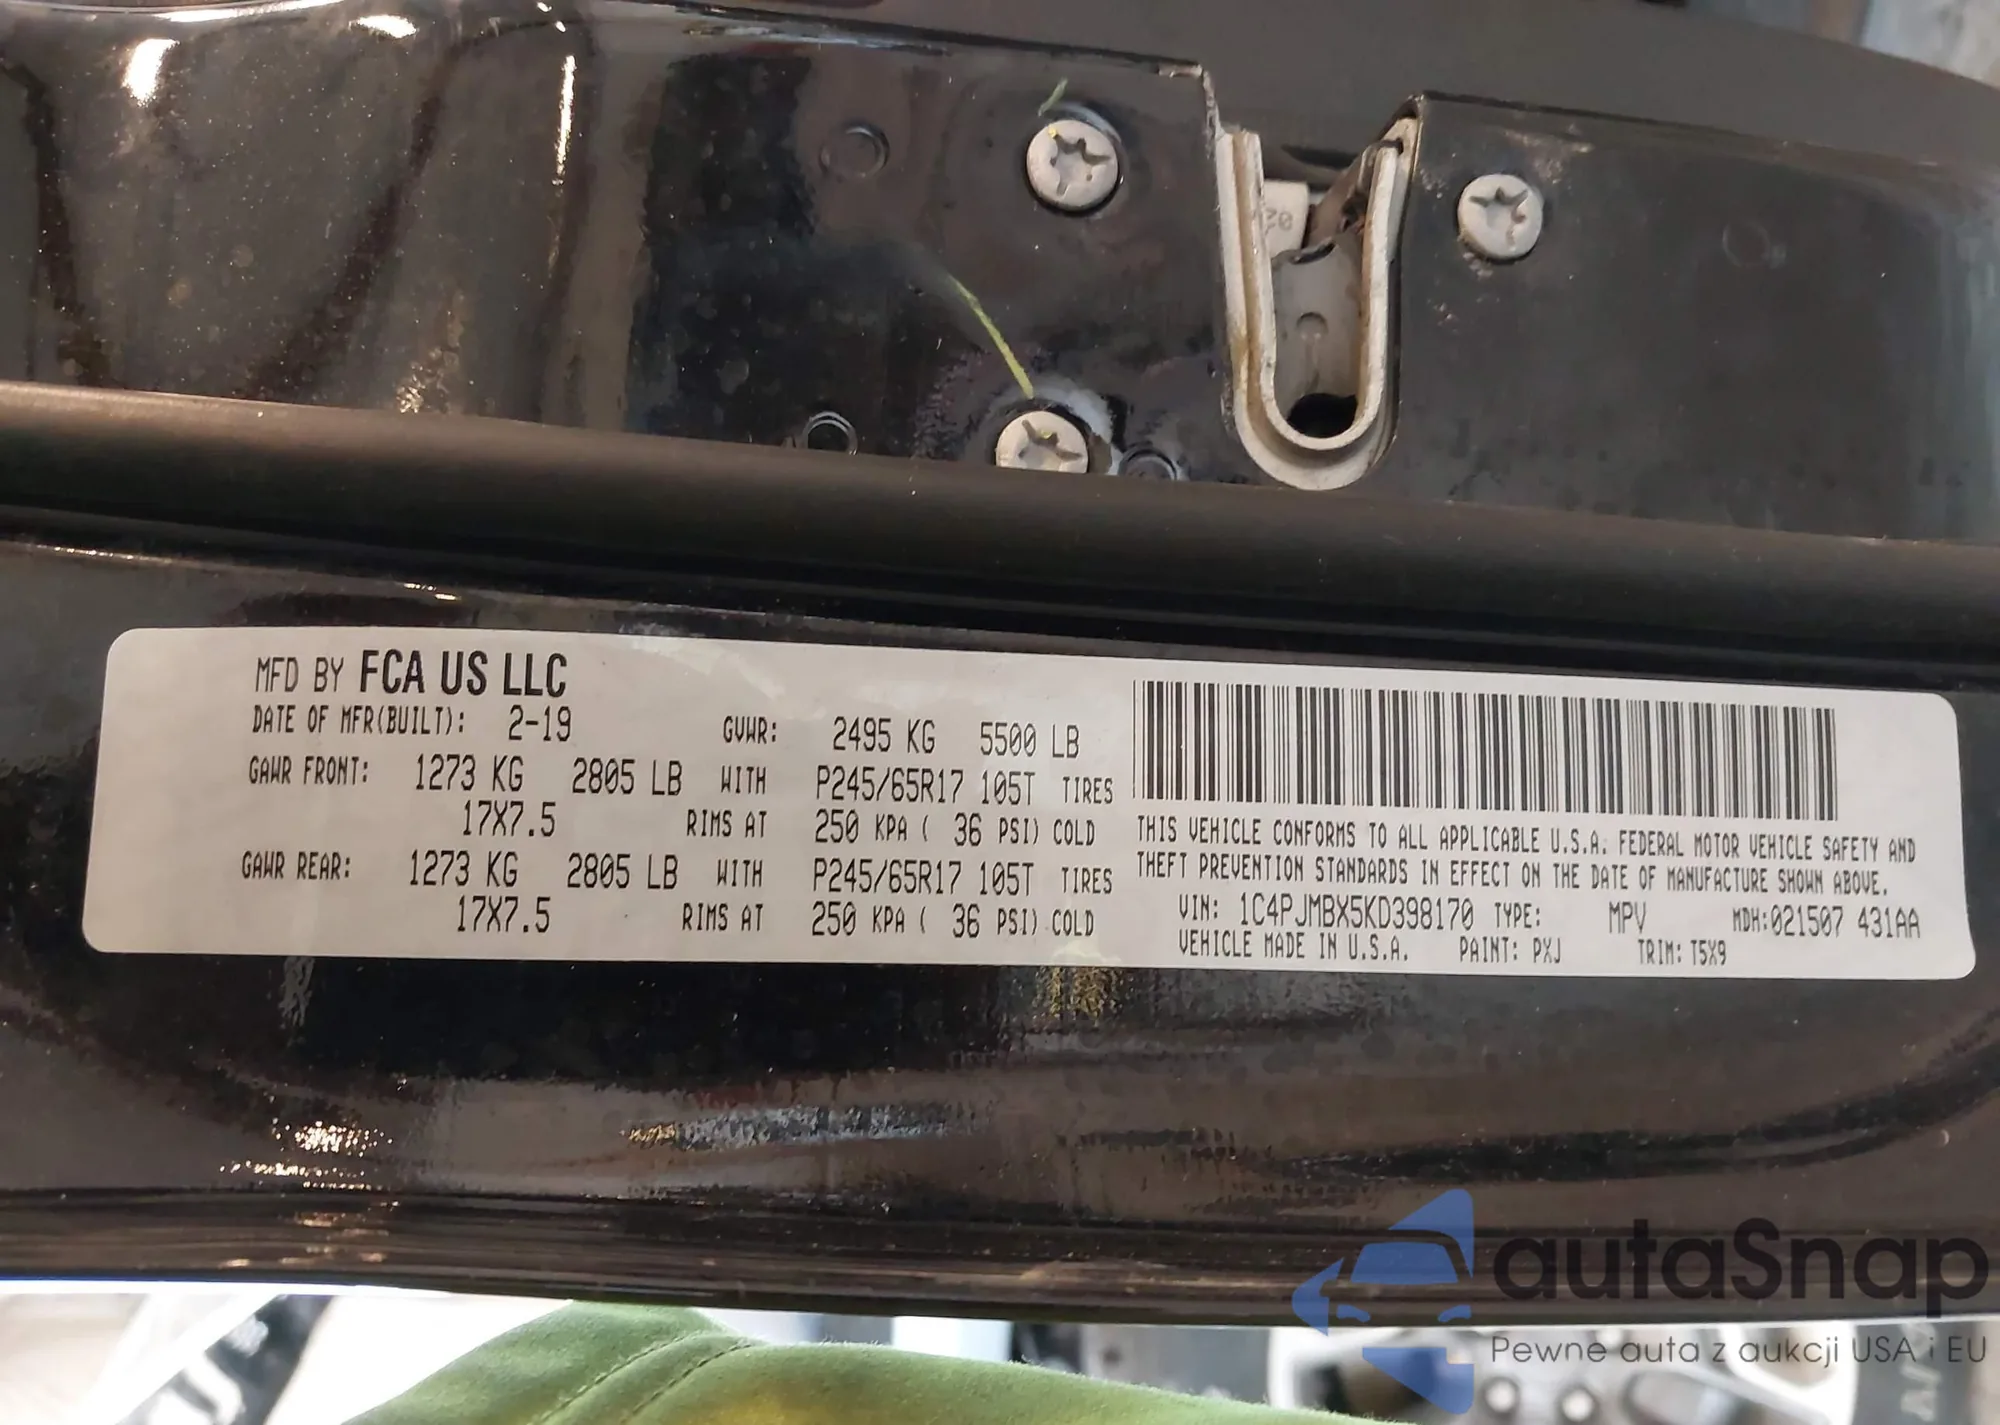 MFD BY FCA US LLC
DATE OF MFR(BUILT): 2-19 GVWR: 2495 KG 5500 LB
GAWR FRONT: 1273 KG 2805 LB WITH P245/65R17 105T TIRES
17X7.5 RIMS AT 250 KPA ( 36 PSI) COLD
GAWR REAR: 1273 KG 2805 LB WITH P245/65R17 105T TIRES
17X7.5 RIMS AT 250 KPA ( 36 PSI) COLD
THIS VEHICLE CONFORMS TO ALL APPLICABLE U.S.A. FEDERAL MOTOR VEHICLE SAFETY AND
THEFT PREVENTION STANDARDS IN EFFECT ON THE DATE OF MANUFACTURE SHOWN ABOVE.
VIN: 1C4PJMBX5KD398170 TYPE: MPV MDH:021507 431AA
VEHICLE MADE IN U.S.A. PAINT: PXJ TRIM: T5X9
autaSnap
Pewne auta z aukcji USA i EU